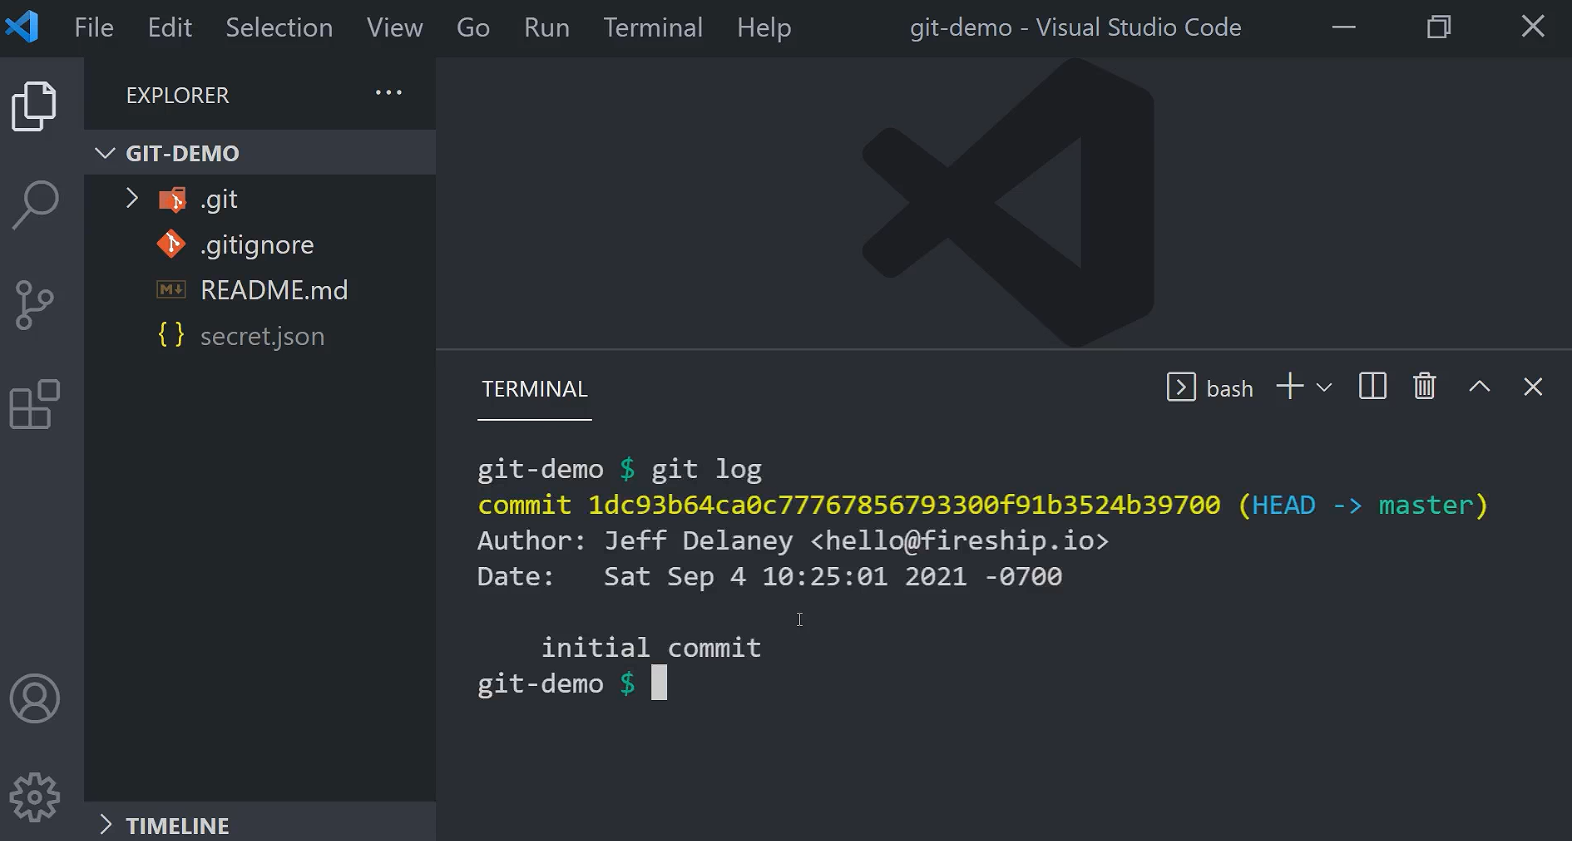 File Edit Selection View Go Run Terminal Help git-demo - Visual Studio Code
EXPLORER ...
GIT-DEMO
.git
.gitignore
M↓ README.md
{} secret.json
TIMELINE
TERMINAL
bash
git-demo $ git log
commit 1dc93b64ca0c77767856793300f91b3524b39700 (HEAD -> master)
Author: Jeff Delaney <hello@fireship.io>
Date: Sat Sep 4 10:25:01 2021 -0700
initial commit
git-demo $